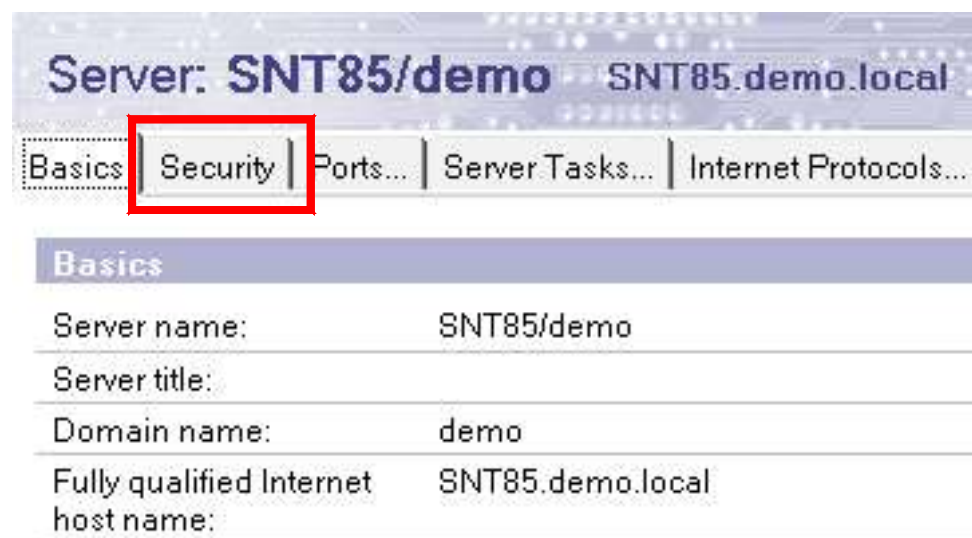 Server: SNT85/demo SNT85.demo.local
Basics Security Ports... Server Tasks... Internet Protocols...
Basics
Server name: SNT85/demo
Server title:
Domain name: demo
Fully qualified Internet SNT85.demo.local
host name: